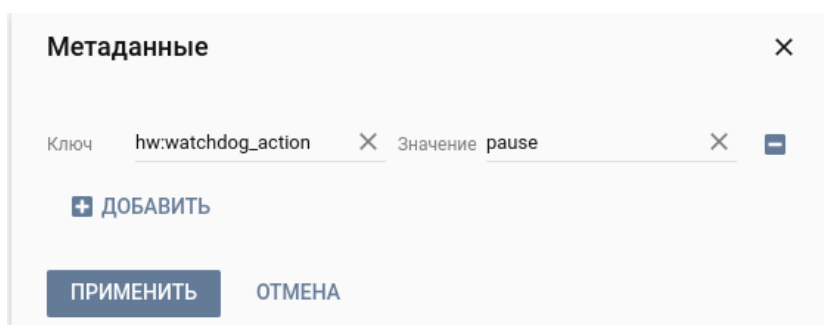 Метаданные
Ключ hw:watchdog_action Значение pause
ДОБАВИТЬ
ПРИМЕНИТЬ ОТМЕНА